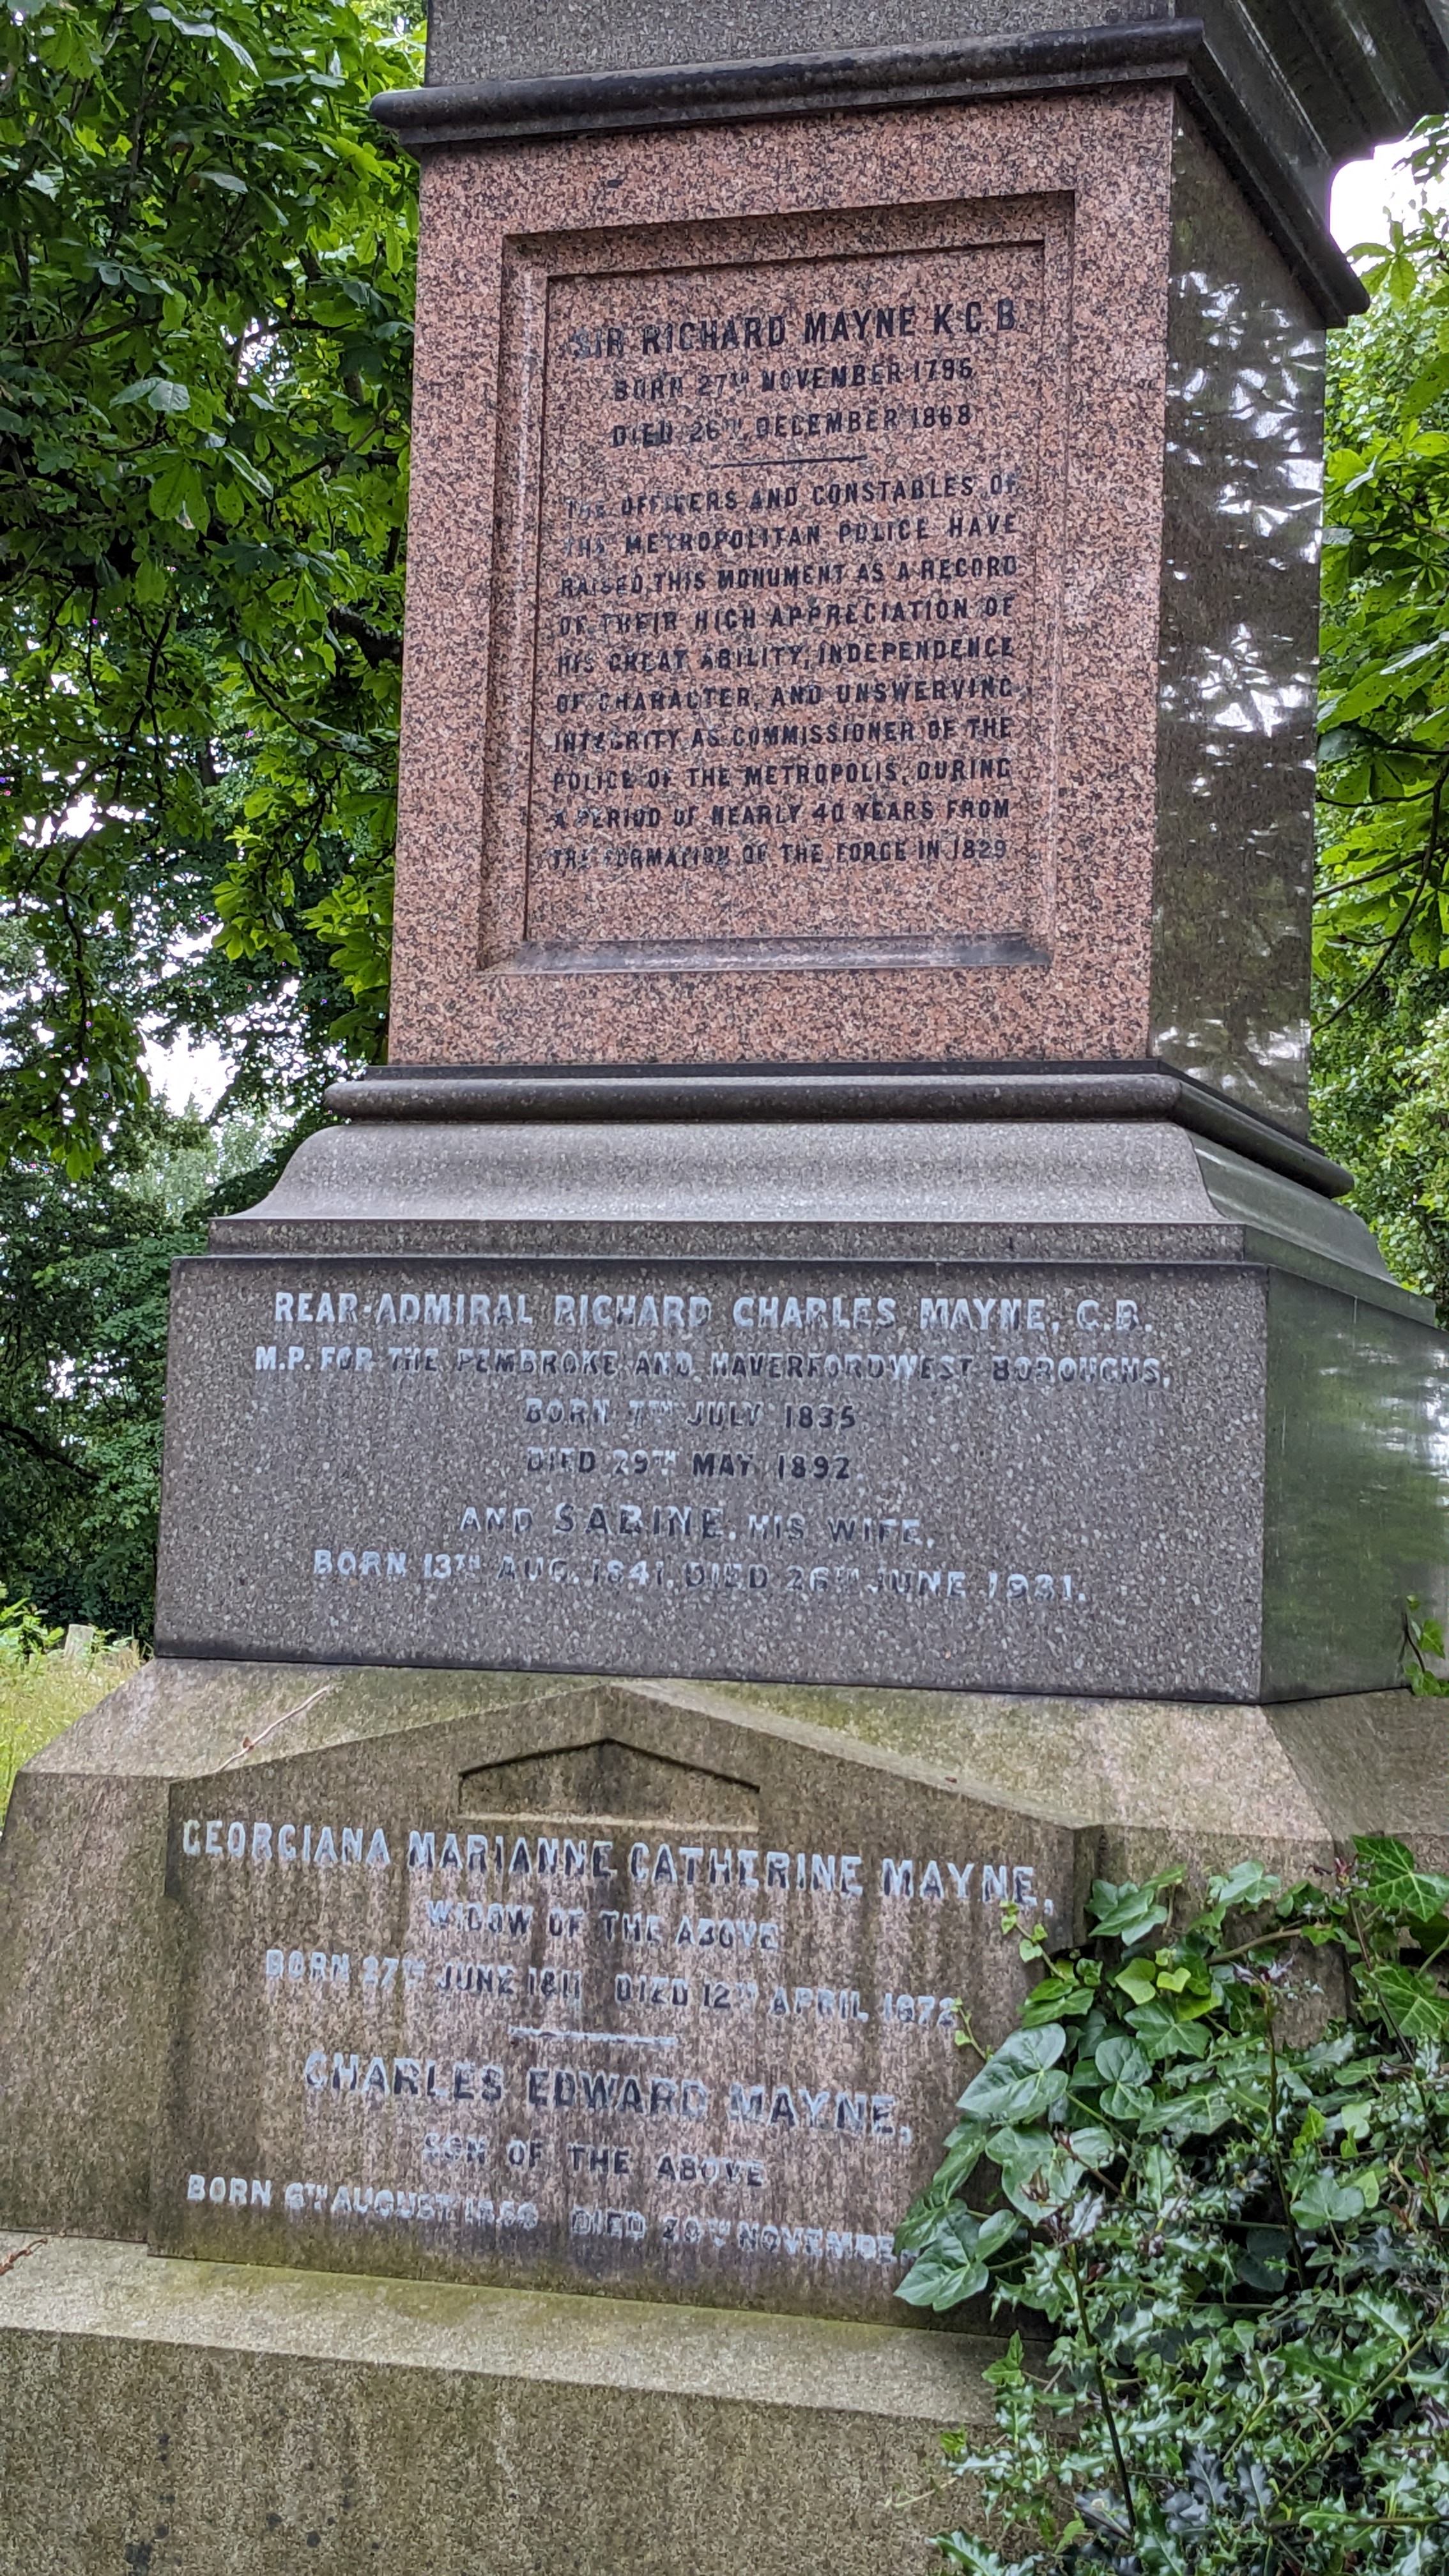 SIR RICHARD MAYNE K.C.B.
BORN 27TH NOVEMBER 1796
DIED 26TH DECEMBER 1868
THE OFFICERS AND CONSTABLES OF
THE METROPOLITAN POLICE HAVE
RAISED THIS MONUMENT AS A RECORD
OF THEIR HIGH APPRECIATION OF
HIS GREAT ABILITY, INDEPENDENCE
OF CHARACTER, AND UNSWERVING
INTEGRITY AS COMMISSIONER OF THE
POLICE OF THE METROPOLIS, DURING
A PERIOD OF NEARLY 40 YEARS FROM
THE FORMATION OF THE FORCE IN 1829
REAR-ADMIRAL RICHARD CHARLES MAYNE, C.B.
M.P. FOR THE PEMBROKE AND HAVERFORDWEST BOROUGHS,
BORN 7TH JULY 1835
DIED 29TH MAY 1892
AND SABINE, HIS WIFE,
BORN 13TH AUG. 1841, DIED 26TH JUNE 1931.
GEORGIANA MARIANNE CATHERINE MAYNE,
WIDOW OF THE ABOVE
BORN 27TH JUNE 1811 DIED 12TH APRIL 1872
CHARLES EDWARD MAYNE,
SON OF THE ABOVE
BORN 6TH AUGUST DIED NOVEMBER